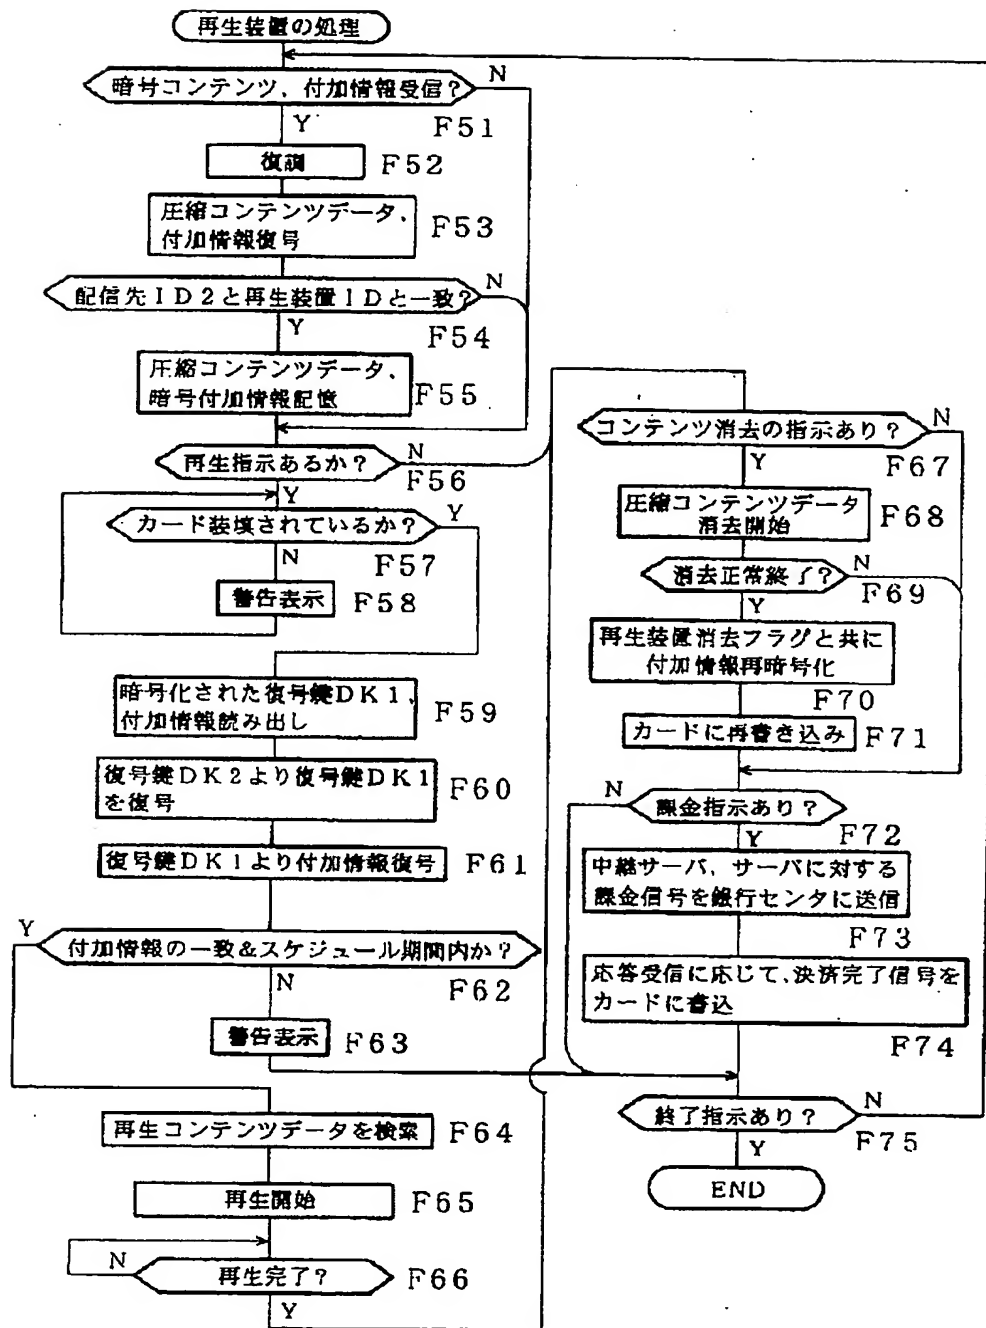 再生装置の処理
暗号コンテンツ、付加情報受信?
N
Y
F51
復調
F52
圧縮コンテンツデータ、
付加情報復号
F53
配信先ID2と再生装置IDと一致?
N
Y
F54
圧縮コンテンツデータ、
暗号付加情報記憶
F55
再生指示あるか?
N
Y
F56
カード装填されているか?
Y
N
F57
警告表示
F58
暗号化された復号鍵DK1、
付加情報読み出し
F59
復号鍵DK2より復号鍵DK1
を復号
F60
復号鍵DK1より付加情報復号
F61
Y
付加情報の一致&スケジュール期間内か?
N
F62
警告表示
F63
再生コンテンツデータを検索
F64
再生開始
F65
N
再生完了?
F66
Y
コンテンツ消去の指示あり?
N
Y
F67
圧縮コンテンツデータ
消去開始
F68
消去正常終了?
N
F69
Y
再生装置消去フラグと共に
付加情報再暗号化
F70
カードに再書き込み
F71
N
課金指示あり?
F72
Y
中継サーバ、サーバに対する
課金信号を銀行センタに送信
F73
応答受信に応じて、決済完了信号を
カードに書込
F74
終了指示あり?
N
F75
Y
END